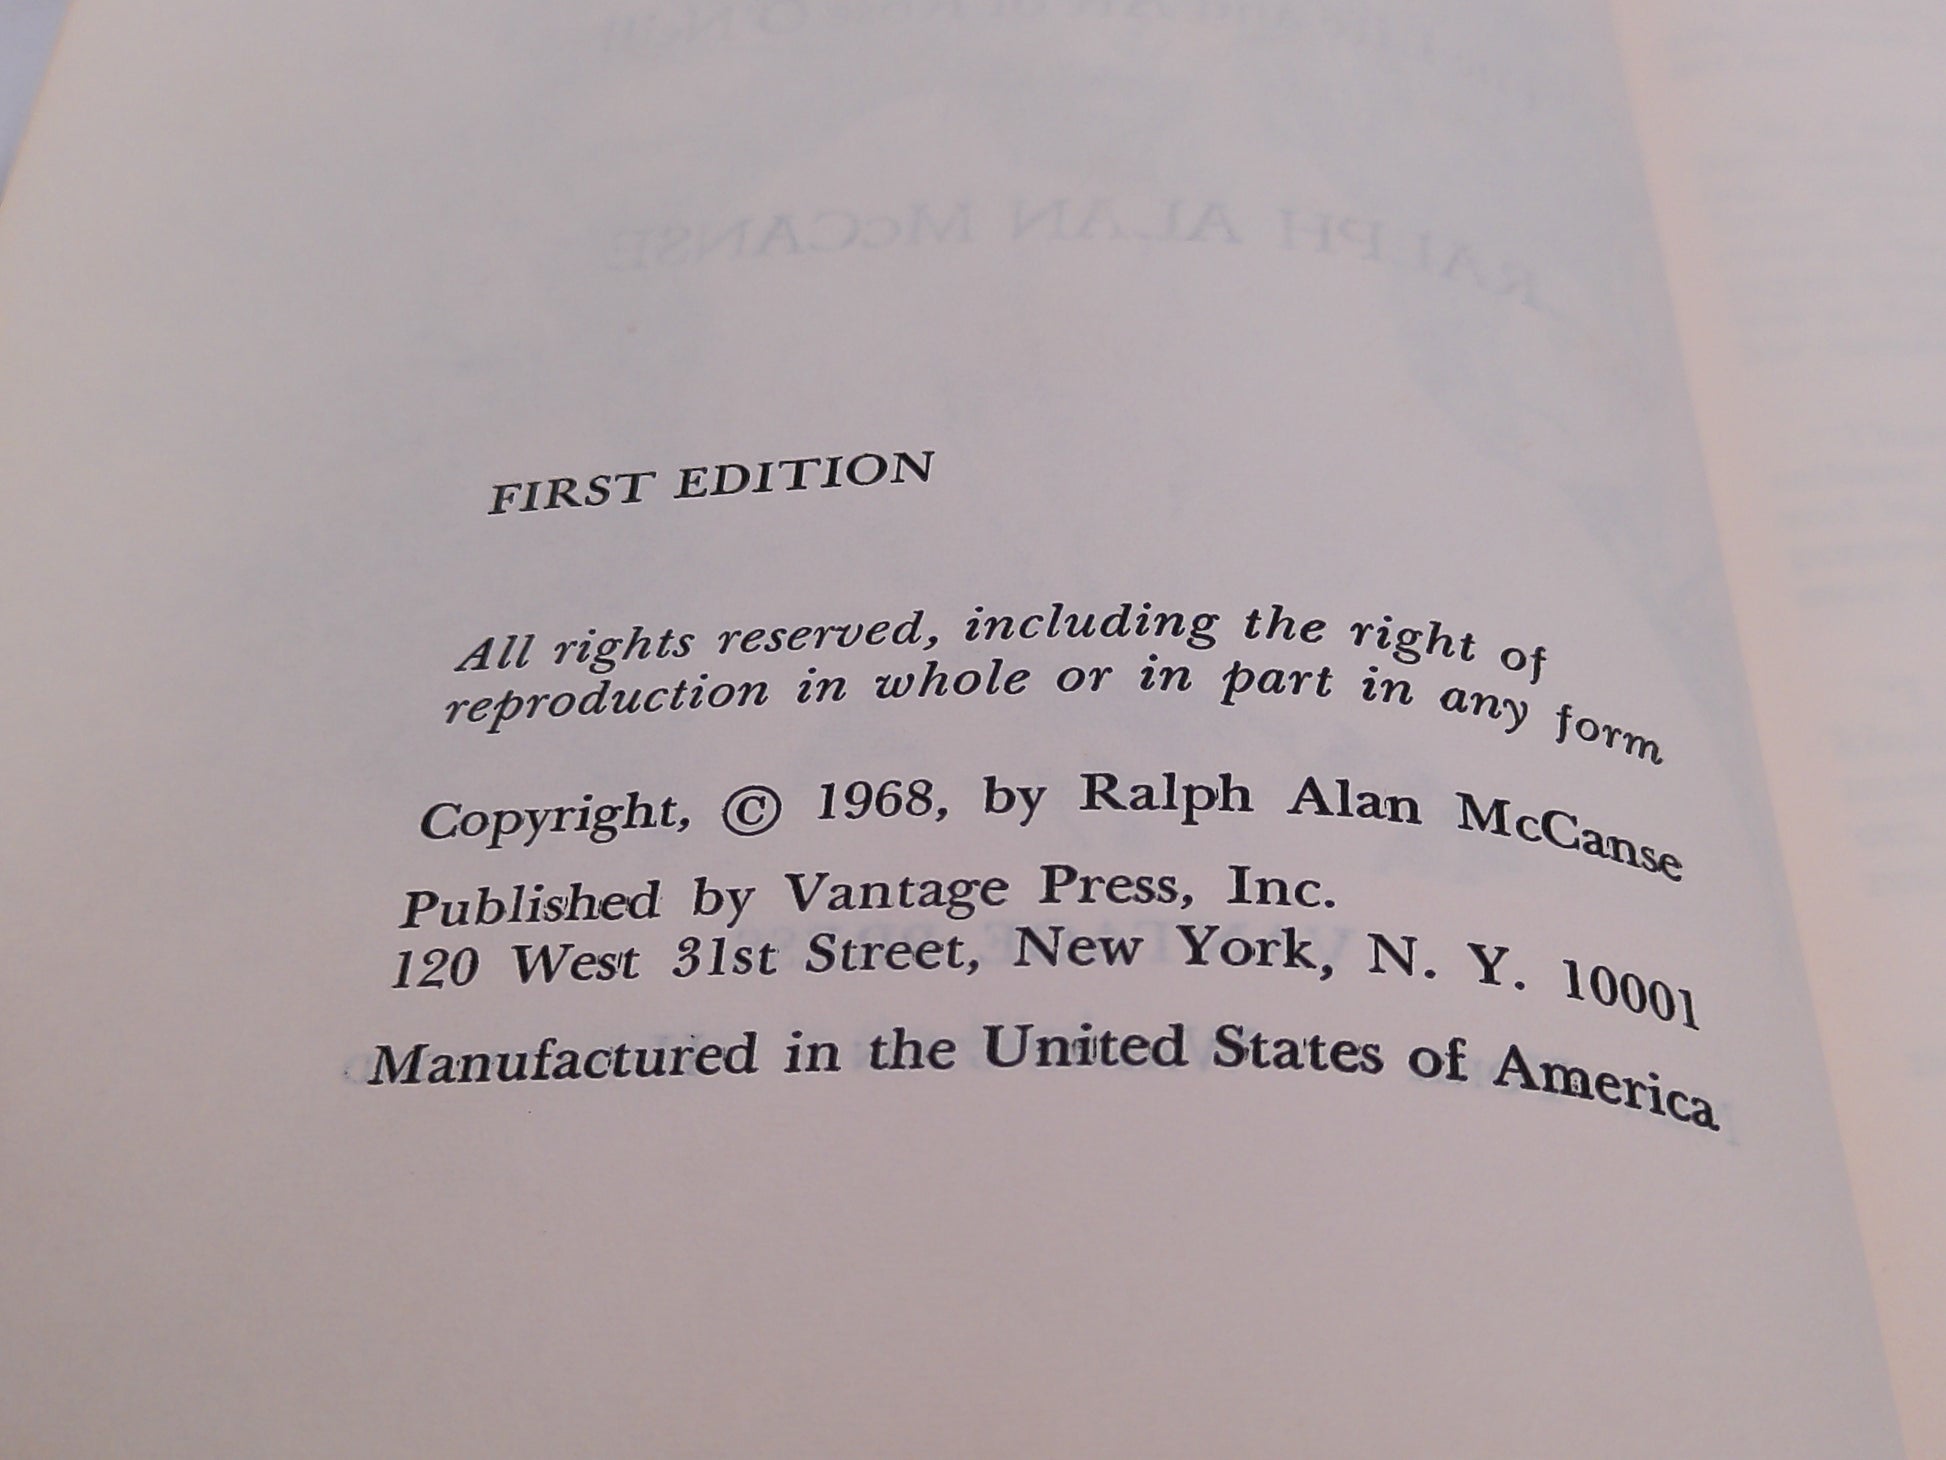 FIRST EDITION
All rights reserved, including the right of
reproduction in whole or in part in any form
Copyright, © 1968, by Ralph Alan McCanse
Published by Vantage Press, Inc.
120 West 31st Street, New York, N. Y. 10001
Manufactured in the United States of America